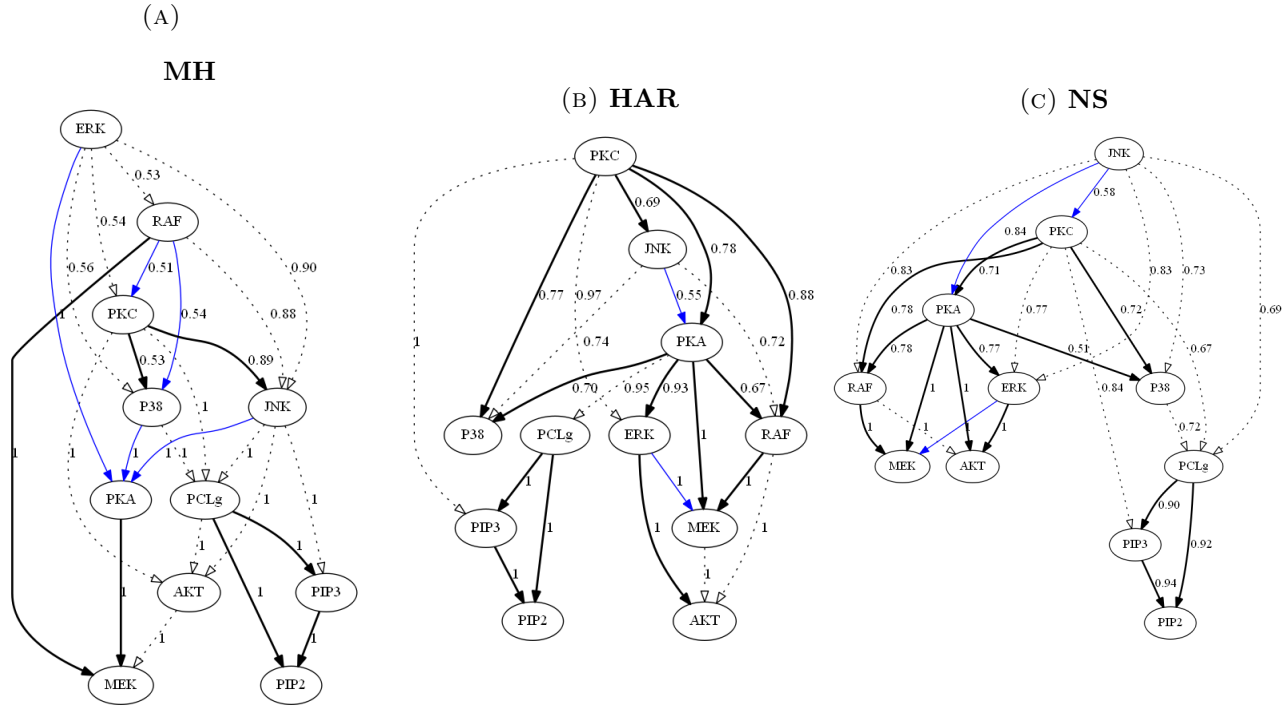 (A)
MH
ERK
0.53
RAF
0.54
0.56
0.51
0.90
1
0.54
0.88
PKC
0.53
0.89
P38
1
JNK
1
1
1
1
1
1
1
1
PKA
PCLg
1
1
1
1
AKT
PIP3
1
1
MEK
PIP2
(B) HAR
PKC
0.69
JNK
0.78
0.77
0.97
0.55
0.88
1
0.74
PKA
0.72
0.70
0.95
0.93
0.67
P38
PCLg
ERK
1
RAF
1
1
1
PIP3
1
1
MEK
1
1
1
PIP2
AKT
(C) NS
JNK
0.58
PKC
0.84
0.83
0.71
0.83
0.73
PKA
0.78
0.77
0.72
0.69
0.78
0.77
0.51
0.67
RAF
1
1
ERK
0.84
P38
1
1
1
1
0.72
MEK
AKT
PCLg
0.90
PIP3
0.92
0.94
PIP2